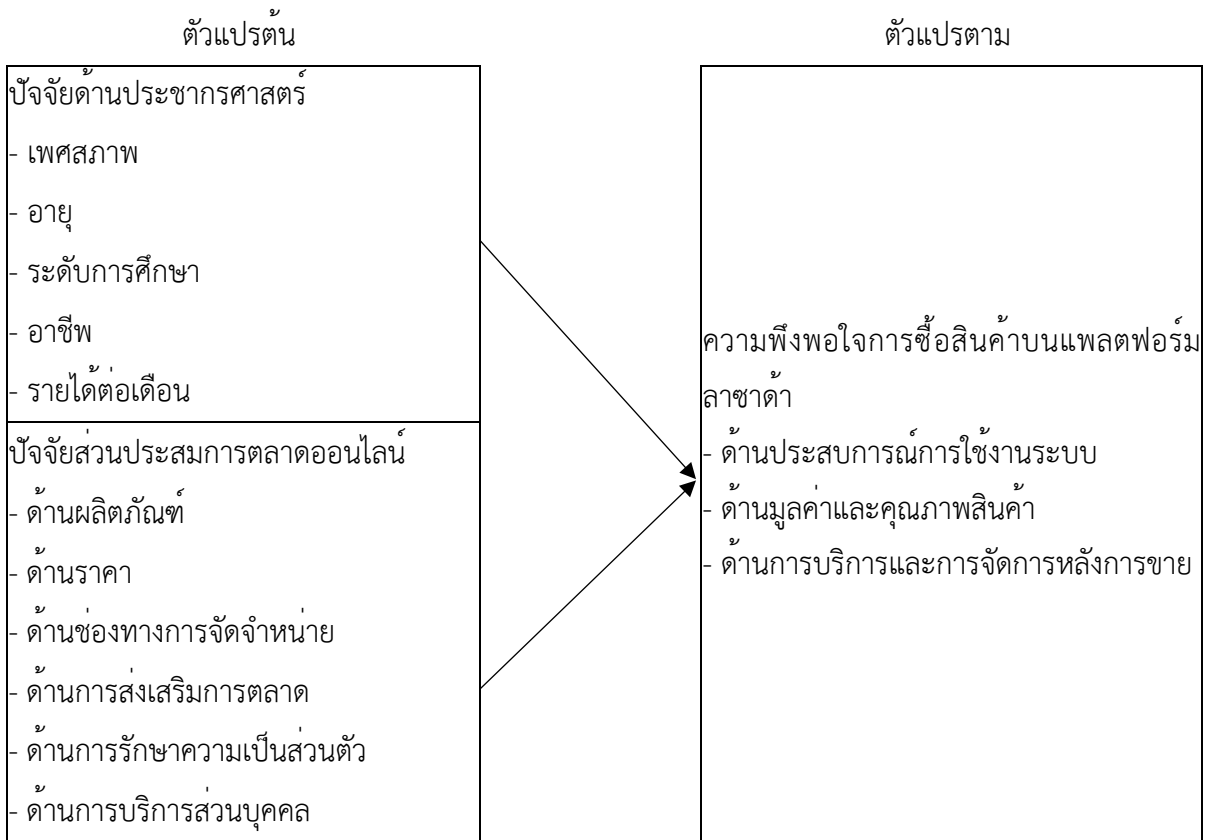 ตัวแปรต้น
ปัจจัยด้านประชากรศาสตร์
- เพศสภาพ
- อายุ
- ระดับการศึกษา
- อาชีพ
- รายได้ต่อเดือน
ปัจจัยส่วนประสมการตลาดออนไลน์
- ด้านผลิตภัณฑ์
- ด้านราคา
- ด้านช่องทางการจัดจำหน่าย
- ด้านการส่งเสริมการตลาด
- ด้านการรักษาความเป็นส่วนตัว
- ด้านการบริการส่วนบุคคล
ตัวแปรตาม
ความพึงพอใจการซื้อสินค้าบนแพลตฟอร์ม
ลาซาด้า
- ด้านประสบการณ์การใช้งานระบบ
- ด้านมูลค่าและคุณภาพสินค้า
- ด้านการบริการและการจัดการหลังการขาย